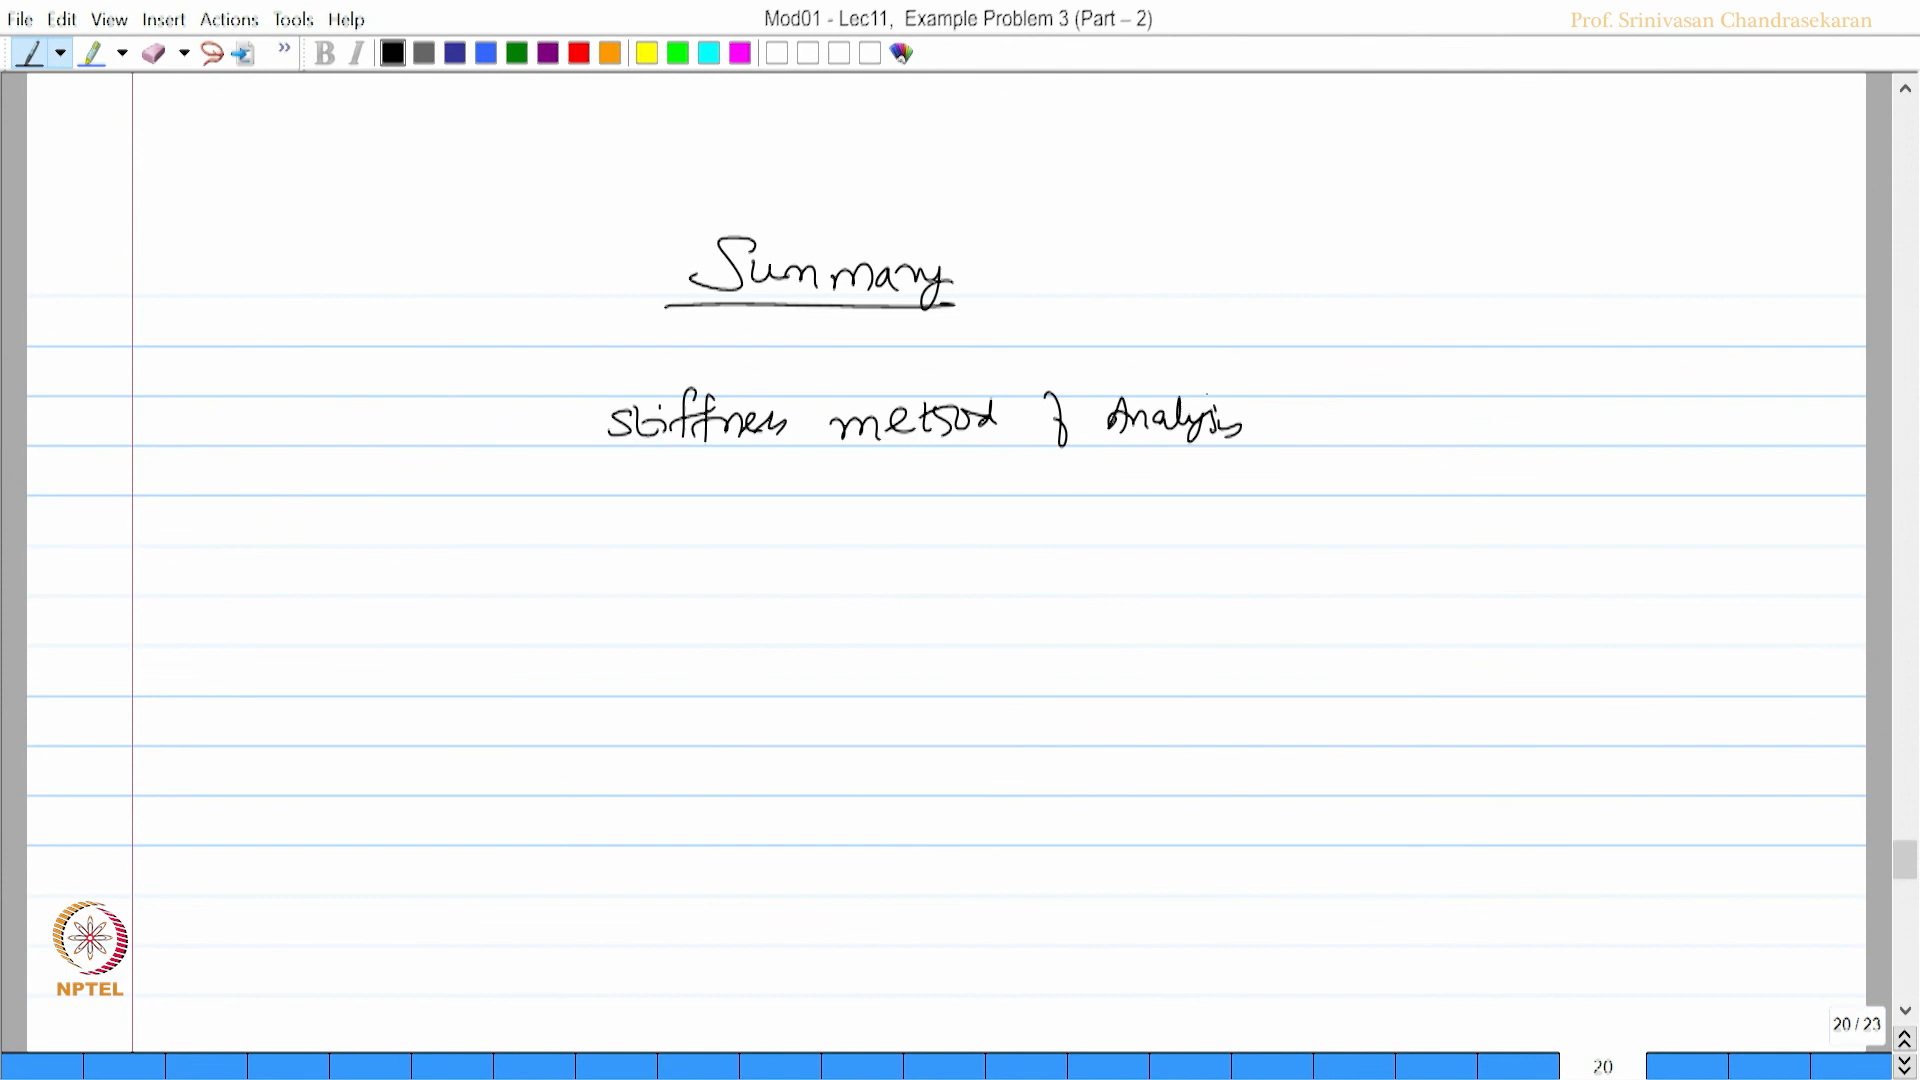 File Edit View Insert Actions Tools Help
Mod01 - Lec11, Example Problem 3 (Part – 2)
Prof. Srinivasan Chandrasekaran
B I
Summary
stiffness method of Analysis
NPTEL
20 / 23
20